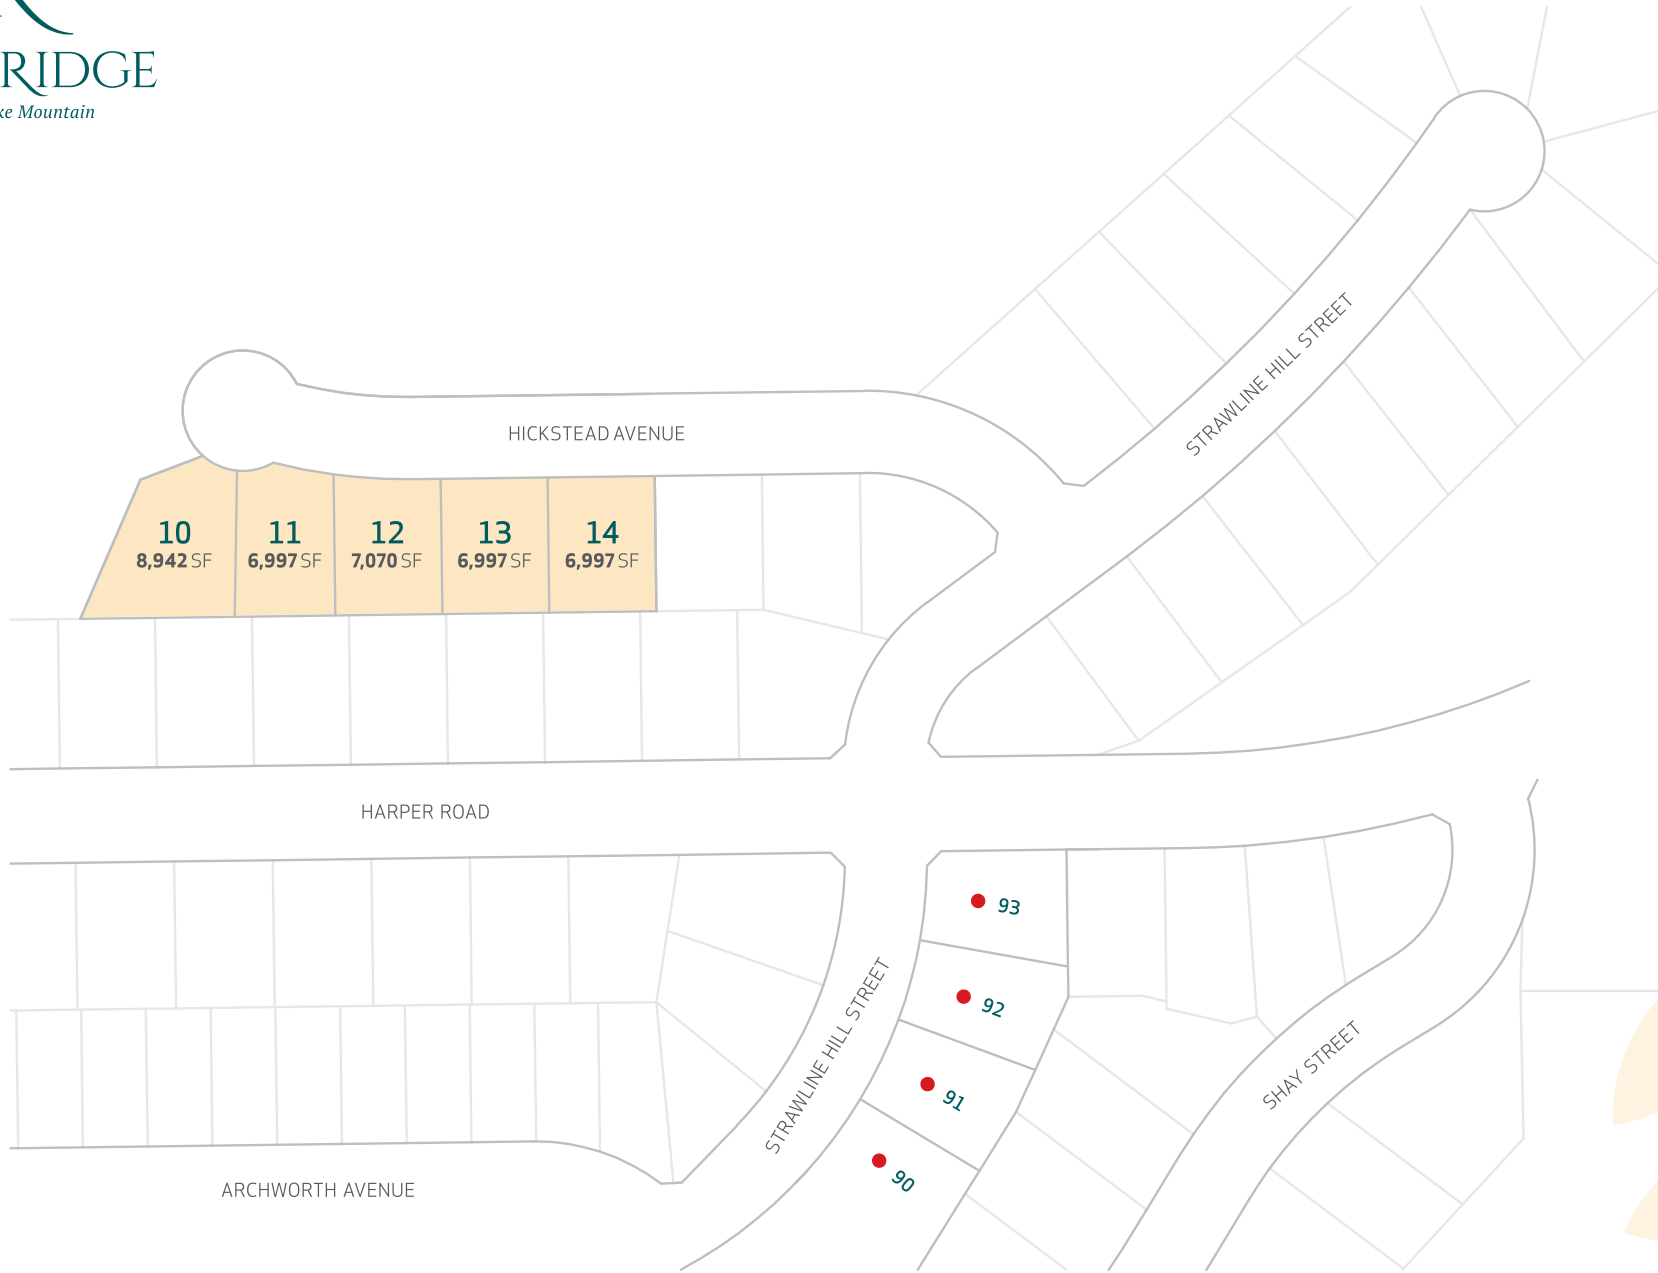 RIDGE
ke Mountain
STRAWLINE HILL STREET
HICKSTEAD AVENUE
10
8,942 SF
11
6,997 SF
12
7,070 SF
13
6,997 SF
14
6,997 SF
HARPER ROAD
93
92
91
90
STRAWLINE HILL STREET
SHAY STREET
ARCHWORTH AVENUE